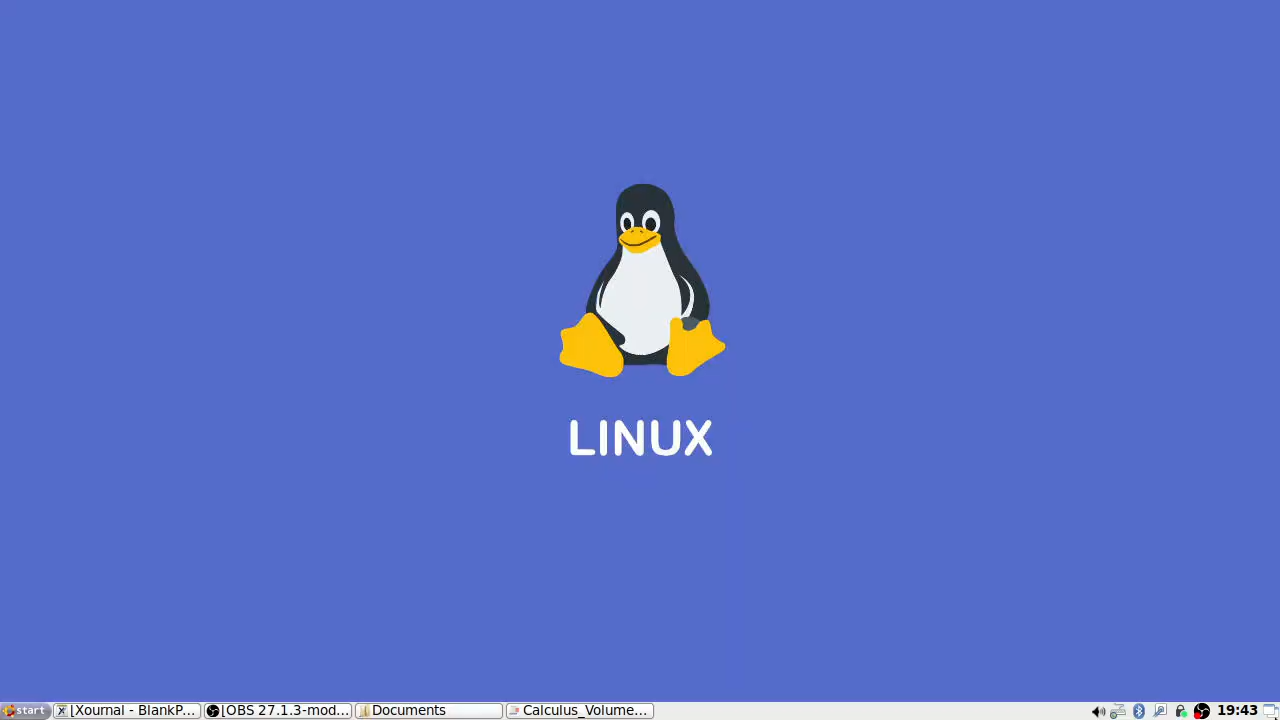 LINUX
start
[Xournal - BlankP...
[OBS 27.1.3-mod...
Documents
Calculus_Volume...
19:43